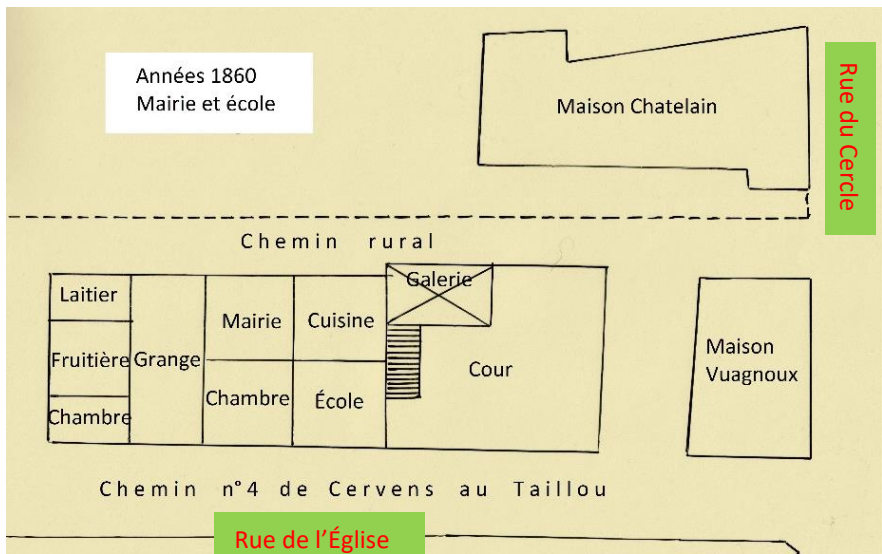 Années 1860
Mairie et école
Maison Chatelain
Rue du Cercle
Chemin rural
Laitier
Galerie
Mairie
Cuisine
Fruitière
Grange
Cour
Maison
Vuagnoux
Chambre
Chambre
École
Chemin n°4 de Cervens au Taillou
Rue de l'Église